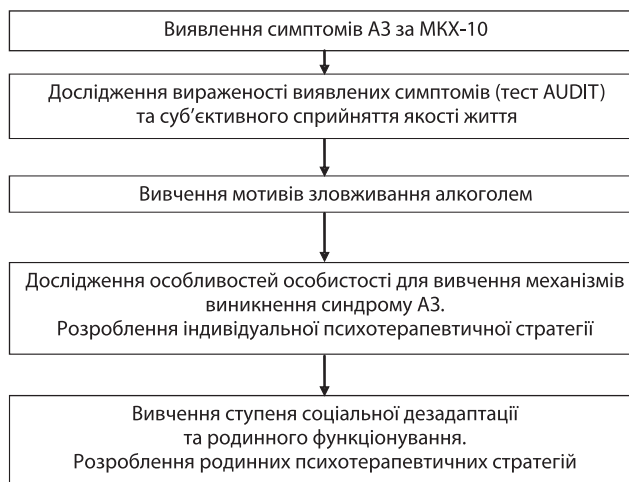 Виявлення симптомів АЗ за МКХ-10
Дослідження вираженості виявлених симптомів (тест AUDIT)
та суб’єктивного сприйняття якості життя
Вивчення мотивів зловживання алкоголем
Дослідження особливостей особистості для вивчення механізмів
виникнення синдрому АЗ.
Розроблення індивідуальної психотерапевтичної стратегії
Вивчення ступеня соціальної дезадаптації
та родинного функціонування.
Розроблення родинних психотерапевтичних стратегій